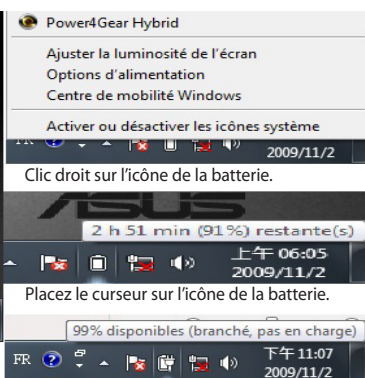 Power4Gear Hybrid
Ajuster la luminosité de l'écran
Options d'alimentation
Centre de mobilité Windows
Activer ou désactiver les icônes système
2009/11/2
Clic droit sur l'icône de la batterie.
ASUS
2 h 51 min (91%) restante(s)
上午 06:05
2009/11/2
Placez le curseur sur l'icône de la batterie.
99% disponibles (branché, pas en charge)
FR 下午 11:07
2009/11/2